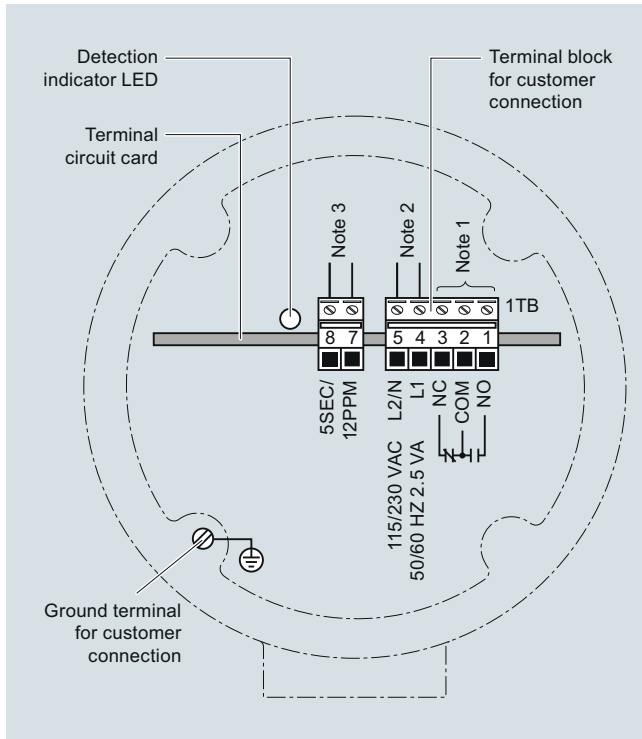 Detection
indicator LED
Terminal block
for customer
connection
Terminal
circuit card
Note 3
Note 2
Note 1
1TB
8 7 5 4 3 2 1
5SEC/
12PPM
L2/N
L1
NC
COM
NO
115/230 VAC
50/60 HZ 2.5 VA
Ground terminal
for customer
connection